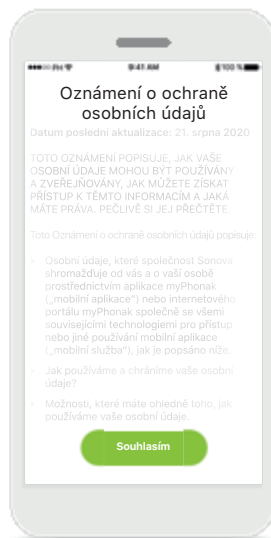 9:41 AM
100 %
Oznámení o ochraně
osobních údajů
Datum poslední aktualizace: 21. srpna 2020
TOTO OZNÁMENÍ POPISUJE, JAK VAŠE
OSOBNÍ ÚDAJE MOHOU BÝT POUŽÍVÁNY
A ZVEŘEJŇOVÁNY, JAK MŮŽETE ZÍSKAT
PŘÍSTUP K TĚMTO INFORMACÍM A JAKÁ
MÁTE PRÁVA. PEČLIVĚ SI JEJ PŘEČTĚTE.
Toto Oznámení o ochraně osobních údajů popisuje:
- Osobní údaje, které společnost Sonova
shromažďuje od vás a o vaší osobě
prostřednictvím aplikace myPhonak
(„mobilní aplikace") nebo internetového
portálu myPhonak společně se všemi
souvisejícími technologiemi pro přístup
nebo jiné používání mobilní aplikace
(„mobilní služba"), jak je popsáno níže.
- Jak používáme a chráníme vaše osobní
údaje?
- Možnosti, které máte ohledně toho, jak
používáme vaše osobní údaje.
Souhlasím